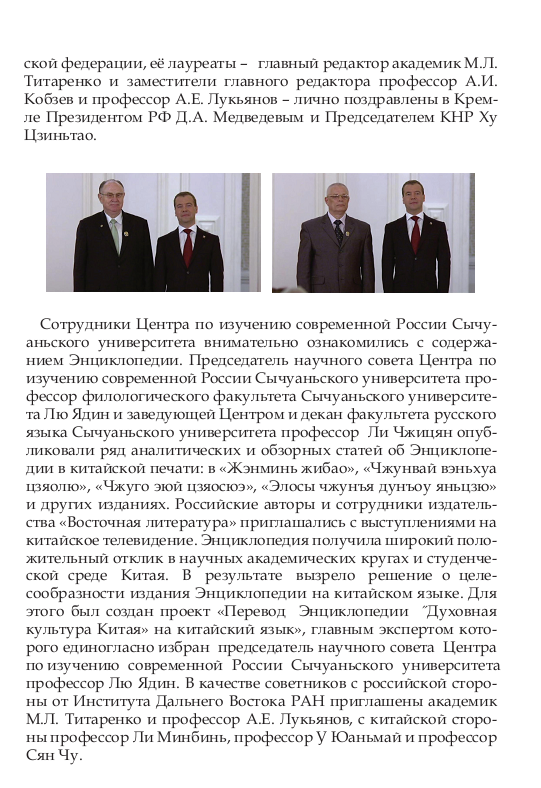 ской федерации, её лауреаты – главный редактор академик М.Л.
Титаренко и заместители главного редактора профессор А.И.
Кобзев и профессор А.Е. Лукьянов – лично поздравлены в Крем-
ле Президентом РФ Д.А. Медведевым и Председателем КНР Ху
Цзиньтао.
Сотрудники Центра по изучению современной России Сычу-
аньского университета внимательно ознакомились с содержа-
нием Энциклопедии. Председатель научного совета Центра по
изучению современной России Сычуаньского университета про-
фессор филологического факультета Сычуаньского университе-
та Лю Ядин и заведующей Центром и декан факультета русского
языка Сычуаньского университета профессор Ли Чжицян опуб-
ликовали ряд аналитических и обзорных статей об Энциклопе-
дии в китайской печати: в «Жэнминь жибао», «Чжунвай вэньхуа
цзяолю», «Чжуго эюй цзяосюэ», «Элосы чжунъя дунъоу яньцзю»
и других изданиях. Российские авторы и сотрудники издатель-
ства «Восточная литература» приглашались с выступлениями на
китайское телевидение. Энциклопедия получила широкий поло-
жительный отклик в научных академических кругах и студенче-
ской среде Китая. В результате вызрело решение о целе-
сообразности издания Энциклопедии на китайском языке. Для
этого был создан проект «Перевод Энциклопедии ˝Духовная
культура Китая» на китайский язык», главным экспертом кото-
рого единогласно избран председатель научного совета Центра
по изучению современной России Сычуаньского университета
профессор Лю Ядин. В качестве советников с российской сторо-
ны от Института Дальнего Востока РАН приглашены академик
М.Л. Титаренко и профессор А.Е. Лукьянов, с китайской сторо-
ны профессор Ли Минбинь, профессор У Юаньмай и профессор
Сян Чу.